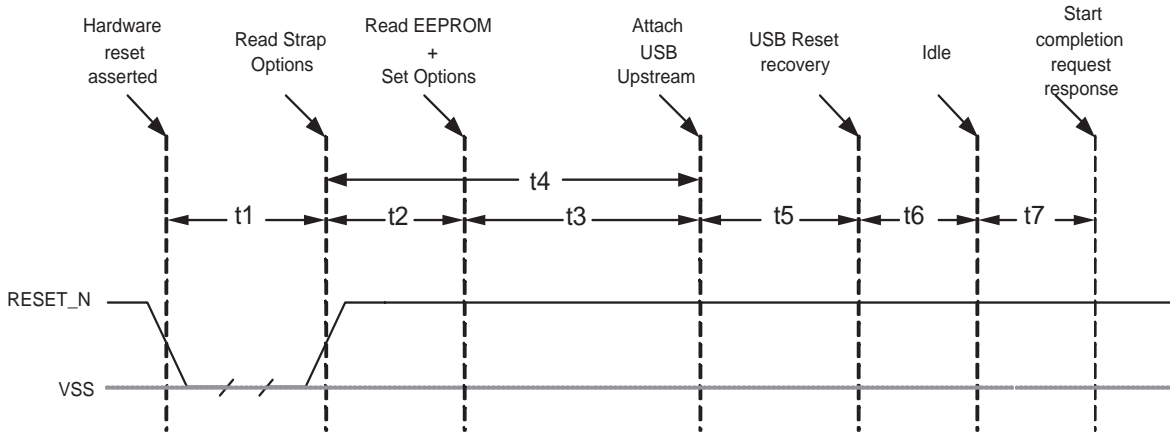 Hardware
reset
asserted
Read Strap
Options
Read EEPROM
+
Set Options
Attach
USB
Upstream
USB Reset
recovery
Idle
Start
completion
request
response
t4
t1
t2
t3
t5
t6
t7
RESET_N
VSS